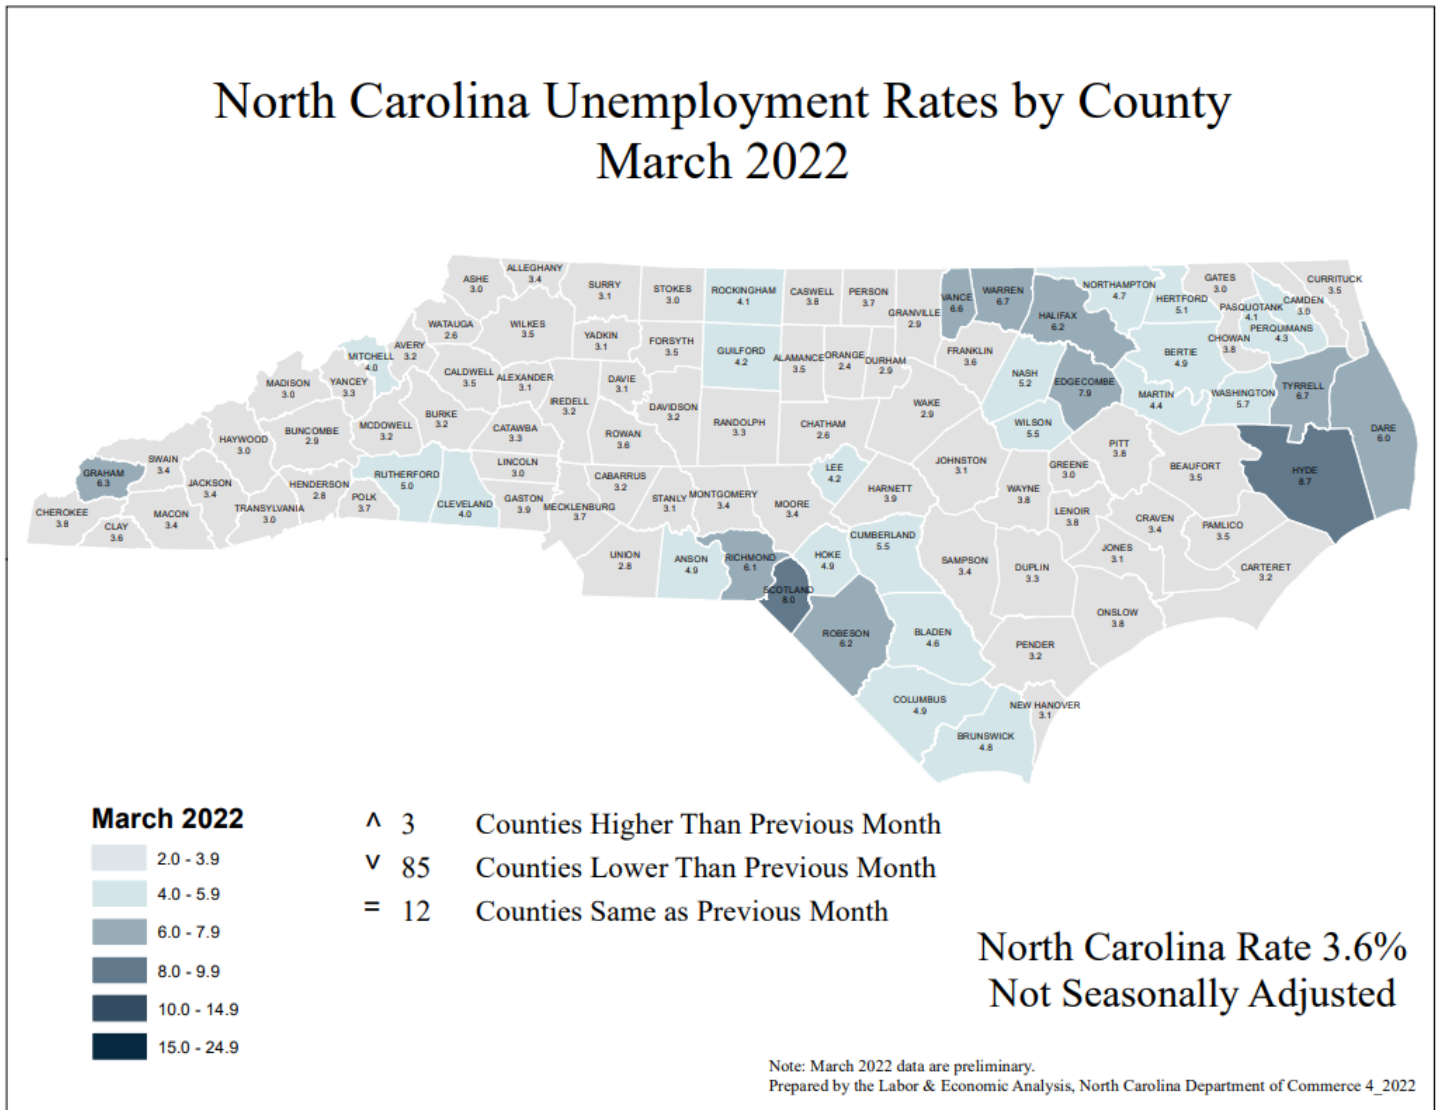 North Carolina Unemployment Rates by County
March 2022
ALLEGHANY
3.4
ASHE
3.0
SURRY
3.1
STOKES
3.0
ROCKINGHAM
4.1
CASWELL
3.8
PERSON
3.7
GRANVILLE
2.9
VANCE
6.6
WARREN
6.7
HALIFAX
6.2
NORTHAMPTON
4.7
HERTFORD
5.1
GATES
3.0
CURRITUCK
3.5
CAMDEN
3.0
PASQUOTANK
4.1
PERQUIMANS
4.3
CHOWAN
3.8
WATAUGA
2.6
WILKES
3.5
YADKIN
3.1
FORSYTH
3.5
GUILFORD
4.2
ALAMANCE
3.5
ORANGE
2.4
DURHAM
2.9
FRANKLIN
3.6
NASH
5.2
EDGECOMBE
7.9
BERTIE
4.9
MARTIN
4.4
WASHINGTON
5.7
TYRRELL
6.7
DARE
6.0
MITCHELL
4.0
AVERY
3.2
CALDWELL
3.5
ALEXANDER
3.1
DAVIE
3.1
IREDELL
3.2
DAVIDSON
3.2
RANDOLPH
3.3
CHATHAM
2.6
WAKE
2.9
WILSON
5.5
MADISON
3.0
YANCEY
3.3
BURKE
3.2
MCDOWELL
3.2
CATAWBA
3.3
ROWAN
3.6
BUNCOMBE
2.9
HAYWOOD
3.0
SWAIN
3.4
GRAHAM
6.3
JACKSON
3.4
HENDERSON
2.8
POLK
3.7
RUTHERFORD
5.0
CLEVELAND
4.0
LINCOLN
3.0
GASTON
3.9
MECKLENBURG
3.7
CABARRUS
3.2
STANLY
3.1
MONTGOMERY
3.4
MOORE
3.4
LEE
4.2
HARNETT
3.9
JOHNSTON
3.1
WAYNE
3.8
GREENE
3.0
PITT
3.8
BEAUFORT
3.5
HYDE
8.7
CHEROKEE
3.8
CLAY
3.6
MACON
3.4
TRANSYLVANIA
3.0
UNION
2.8
ANSON
4.9
RICHMOND
6.1
SCOTLAND
8.0
HOKE
4.9
CUMBERLAND
5.5
SAMPSON
3.4
DUPLIN
3.3
LENOIR
3.8
JONES
3.1
CRAVEN
3.4
PAMLICO
3.5
CARTERET
3.2
ROBESON
6.2
BLADEN
4.6
ONSLOW
3.8
PENDER
3.2
COLUMBUS
4.9
NEW HANOVER
3.1
BRUNSWICK
4.8
March 2022
2.0 - 3.9
4.0 - 5.9
6.0 - 7.9
8.0 - 9.9
10.0 - 14.9
15.0 - 24.9
^ 3 Counties Higher Than Previous Month
v 85 Counties Lower Than Previous Month
= 12 Counties Same as Previous Month
North Carolina Rate 3.6%
Not Seasonally Adjusted
Note: March 2022 data are preliminary.
Prepared by the Labor & Economic Analysis, North Carolina Department of Commerce 4_2022